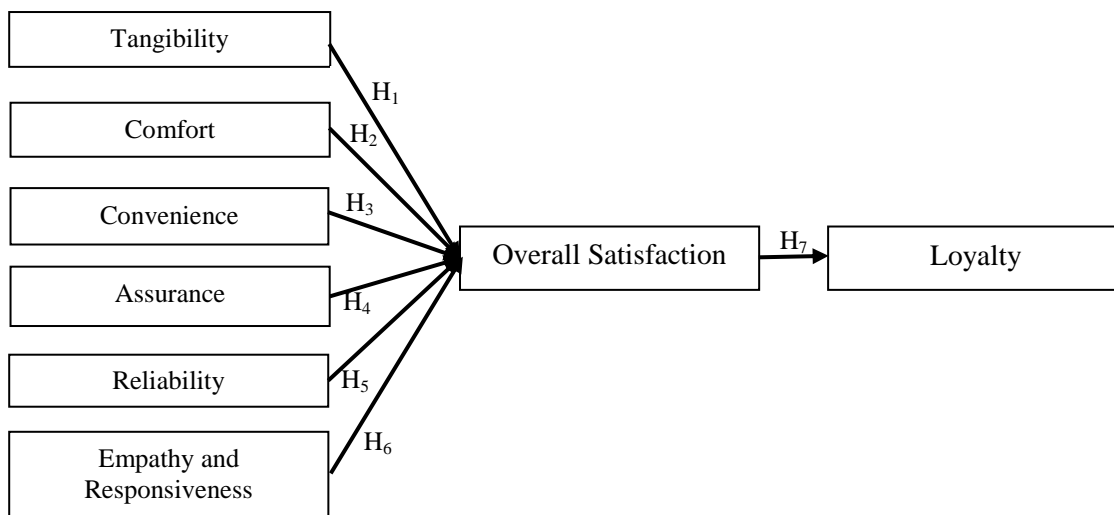 Tangibility
H₁
Comfort
H₂
Convenience
H₃
Overall Satisfaction
H₇
Loyalty
Assurance
H₄
Reliability
H₅
Empathy and
Responsiveness
H₆